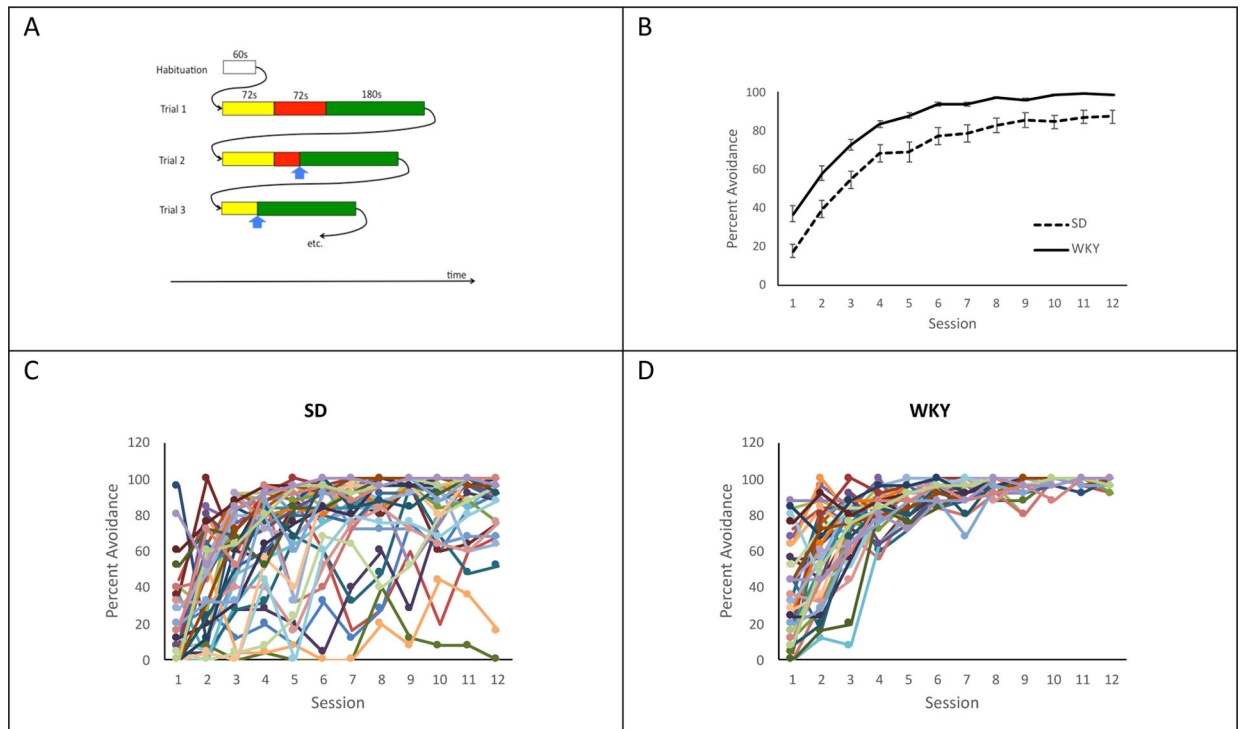 A
60s
Habituation
72s 72s 180s
Trial 1
Trial 2
Trial 3
etc.
time
B
Percent Avoidance
100
80
60
40
20
0
SD
WKY
1 2 3 4 5 6 7 8 9 10 11 12
Session
C
SD
Percent Avoidance
120
100
80
60
40
20
0
1 2 3 4 5 6 7 8 9 10 11 12
Session
D
WKY
Percent Avoidance
120
100
80
60
40
20
0
1 2 3 4 5 6 7 8 9 10 11 12
Session